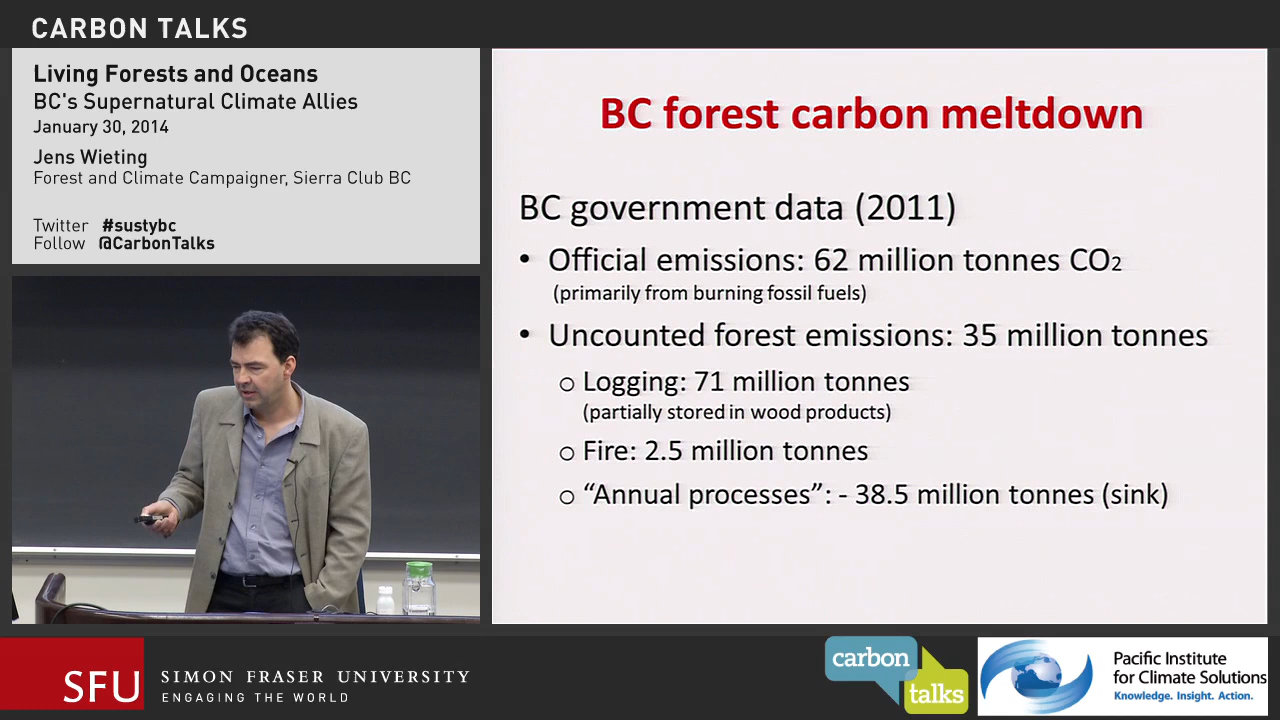 CARBON TALKS
Living Forests and Oceans
BC's Supernatural Climate Allies
January 30, 2014
Jens Wieting
Forest and Climate Campaigner, Sierra Club BC
Twitter #sustybc
Follow @CarbonTalks
BC forest carbon meltdown
BC government data (2011)
• Official emissions: 62 million tonnes CO2
(primarily from burning fossil fuels)
• Uncounted forest emissions: 35 million tonnes
o Logging: 71 million tonnes
(partially stored in wood products)
o Fire: 2.5 million tonnes
o “Annual processes”: - 38.5 million tonnes (sink)
SFU
SIMON FRASER UNIVERSITY
ENGAGING THE WORLD
carbon
talks
Pacific Institute
for Climate Solutions
Knowledge. Insight. Action.